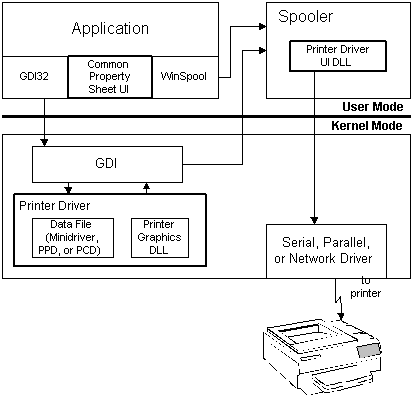 Application
GDI32
Common
Property
Sheet UI
WinSpool
Spooler
Printer Driver
UI DLL
User Mode
Kernel Mode
GDI
Printer Driver
Data File
(Minidriver,
PPD, or PCD)
Printer
Graphics
DLL
Serial, Parallel,
or Network Driver
to
printer